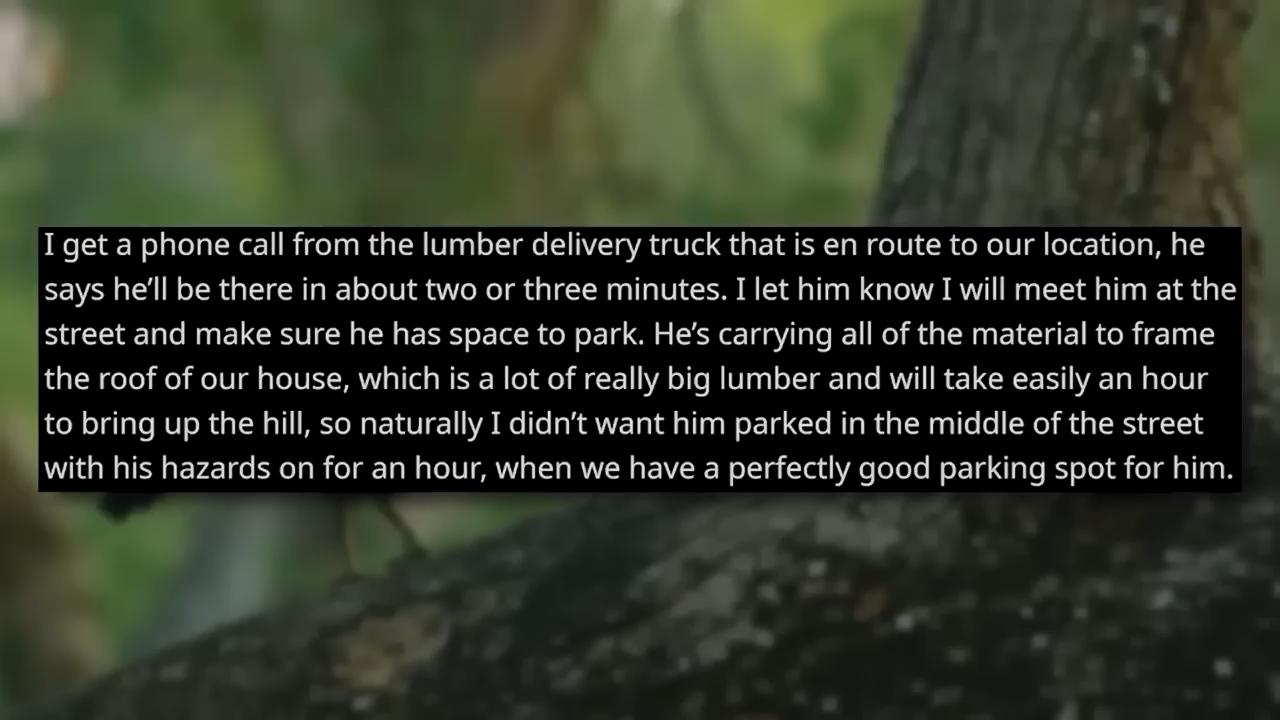 I get a phone call from the lumber delivery truck that is en route to our location, he
says he’ll be there in about two or three minutes. I let him know I will meet him at the
street and make sure he has space to park. He’s carrying all of the material to frame
the roof of our house, which is a lot of really big lumber and will take easily an hour
to bring up the hill, so naturally I didn’t want him parked in the middle of the street
with his hazards on for an hour, when we have a perfectly good parking spot for him.